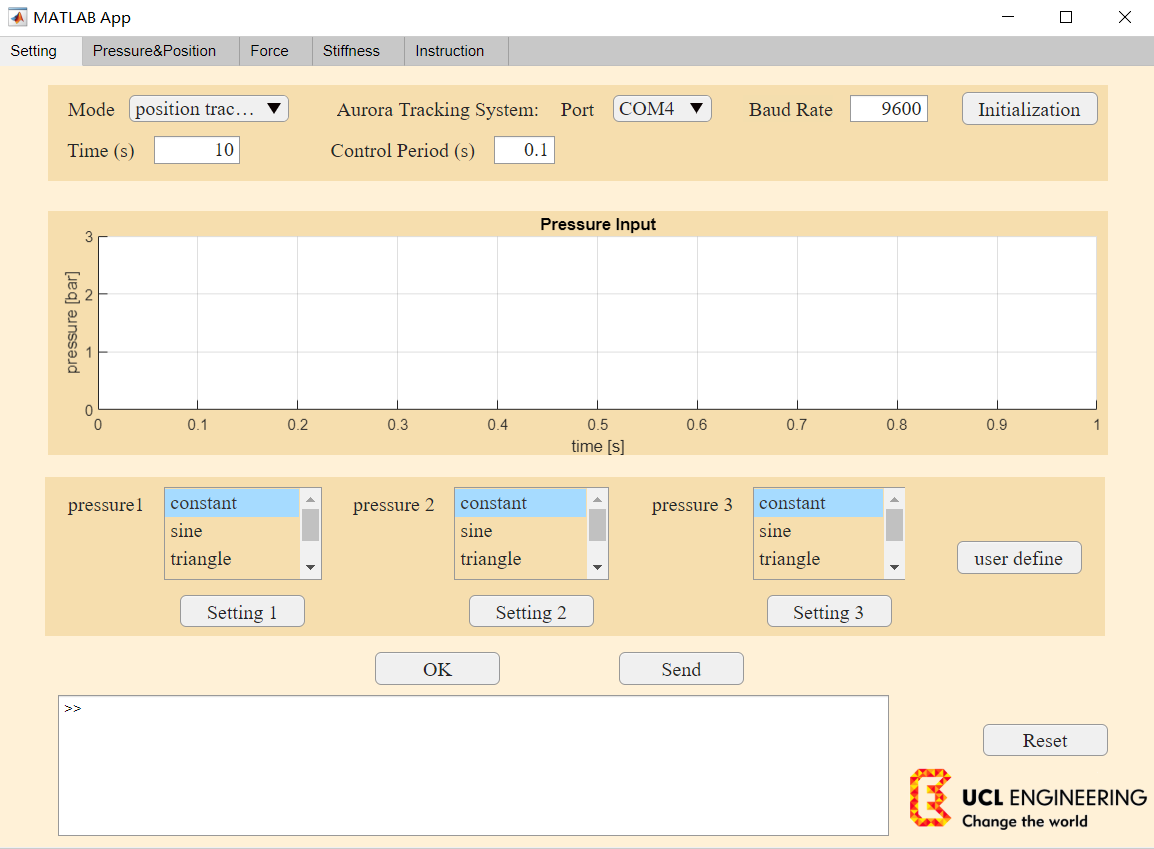 MATLAB App
Setting Pressure&Position Force Stiffness Instruction
Mode position trac... Aurora Tracking System: Port COM4 Baud Rate 9600 Initialization
Time (s) 10 Control Period (s) 0.1
Pressure Input
3
2
1
0
pressure [bar]
0 0.1 0.2 0.3 0.4 0.5 0.6 0.7 0.8 0.9 1
time [s]
pressure1 constant pressure 2 constant pressure 3 constant
sine sine sine
triangle triangle triangle user define
Setting 1 Setting 2 Setting 3
OK Send
>>
Reset
UCL ENGINEERING
Change the world